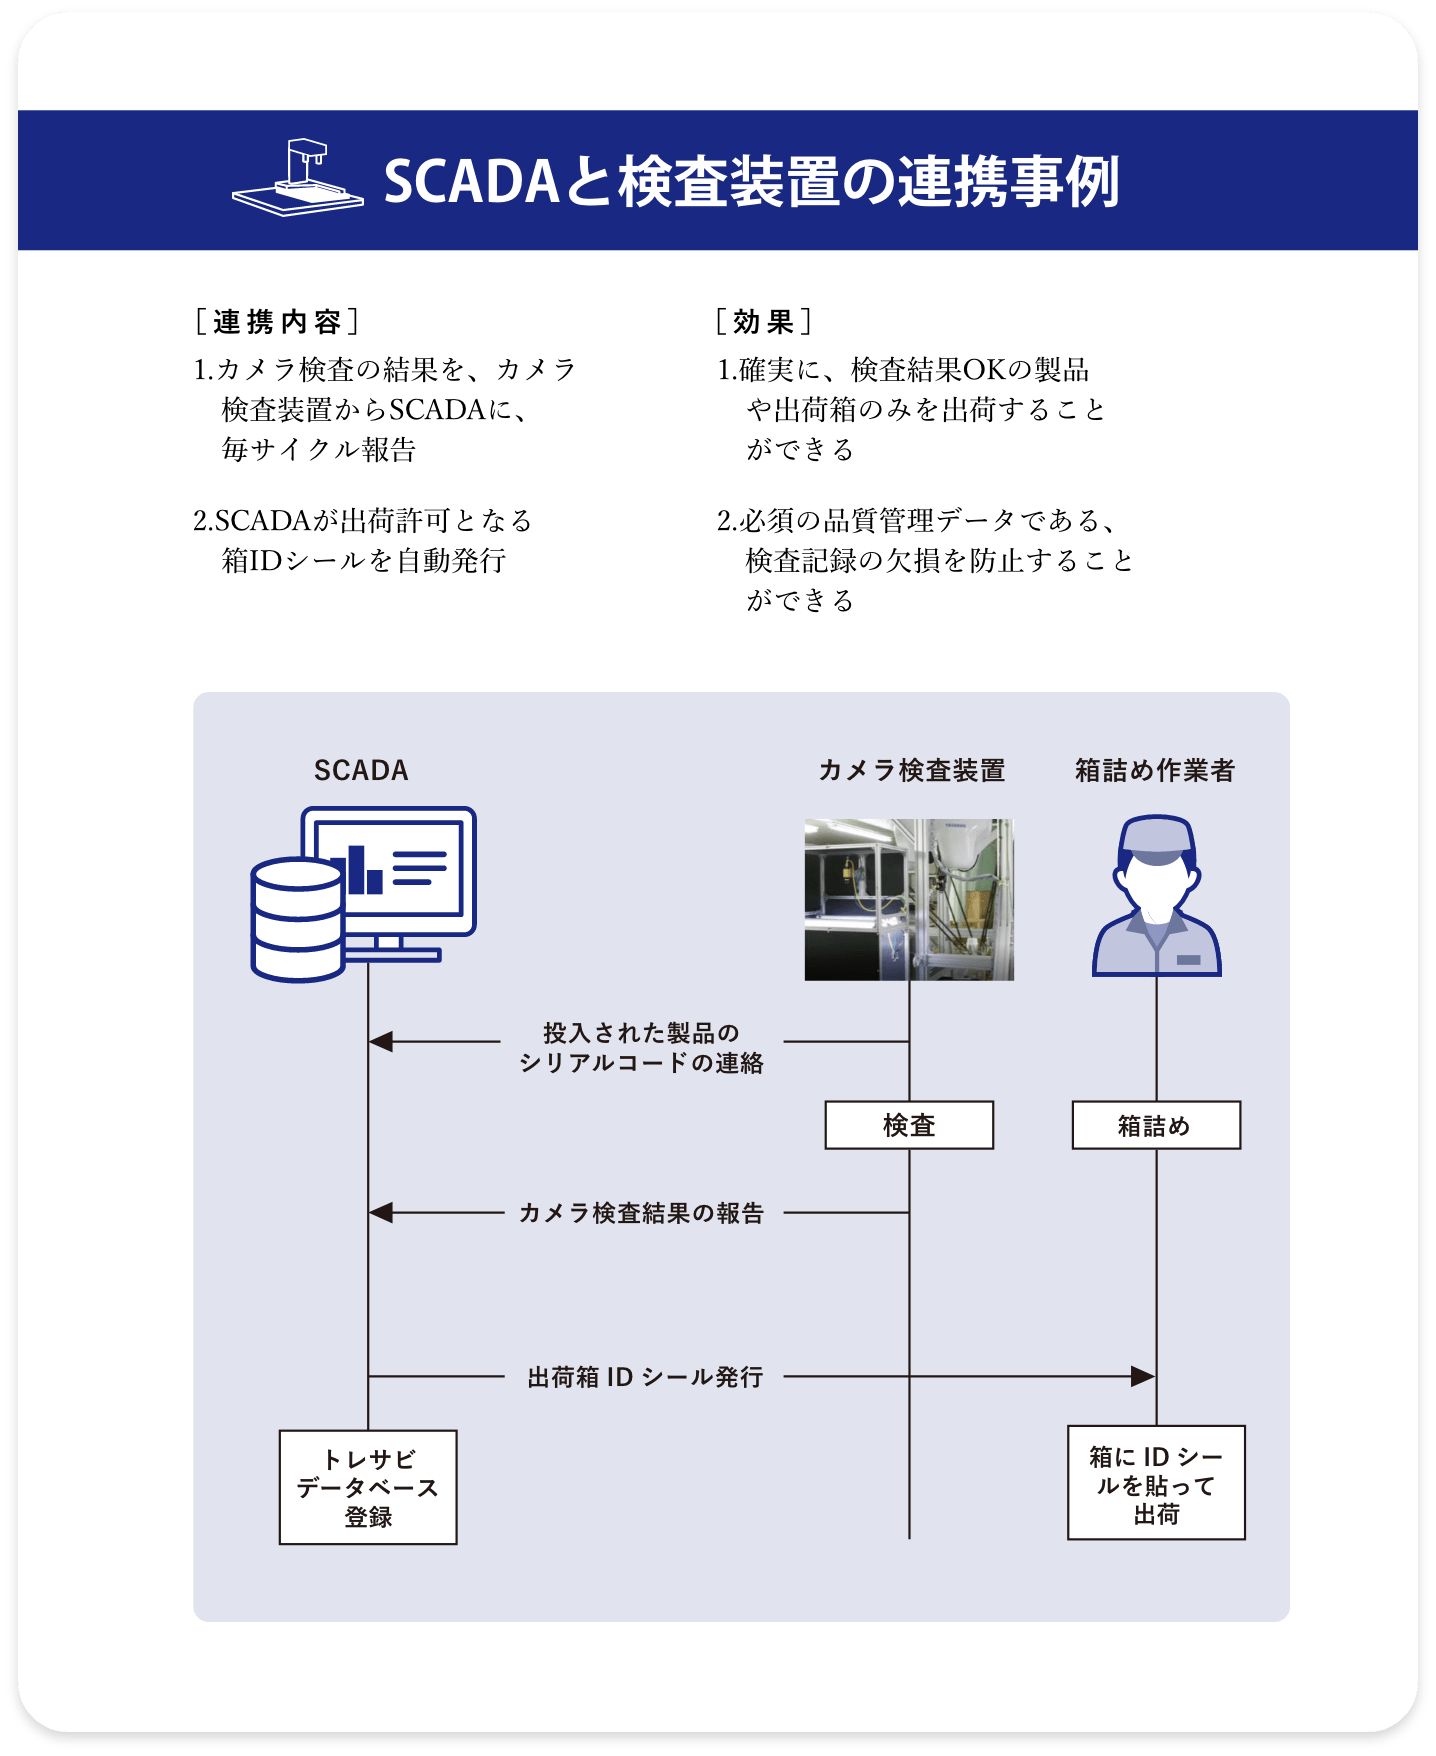 SCADAと検査装置の連携事例
［連携内容］
1.カメラ検査の結果を、カメラ
検査装置からSCADAに、
毎サイクル報告
2.SCADAが出荷許可となる
箱IDシールを自動発行
［効果］
1.確実に、検査結果OKの製品
や出荷箱のみを出荷すること
ができる
2.必須の品質管理データである、
検査記録の欠損を防止すること
ができる
SCADA
カメラ検査装置
箱詰め作業者
投入された製品の
シリアルコードの連絡
検査
箱詰め
カメラ検査結果の報告
出荷箱 ID シール発行
トレサビ
データベース
登録
箱に ID シー
ルを貼って
出荷